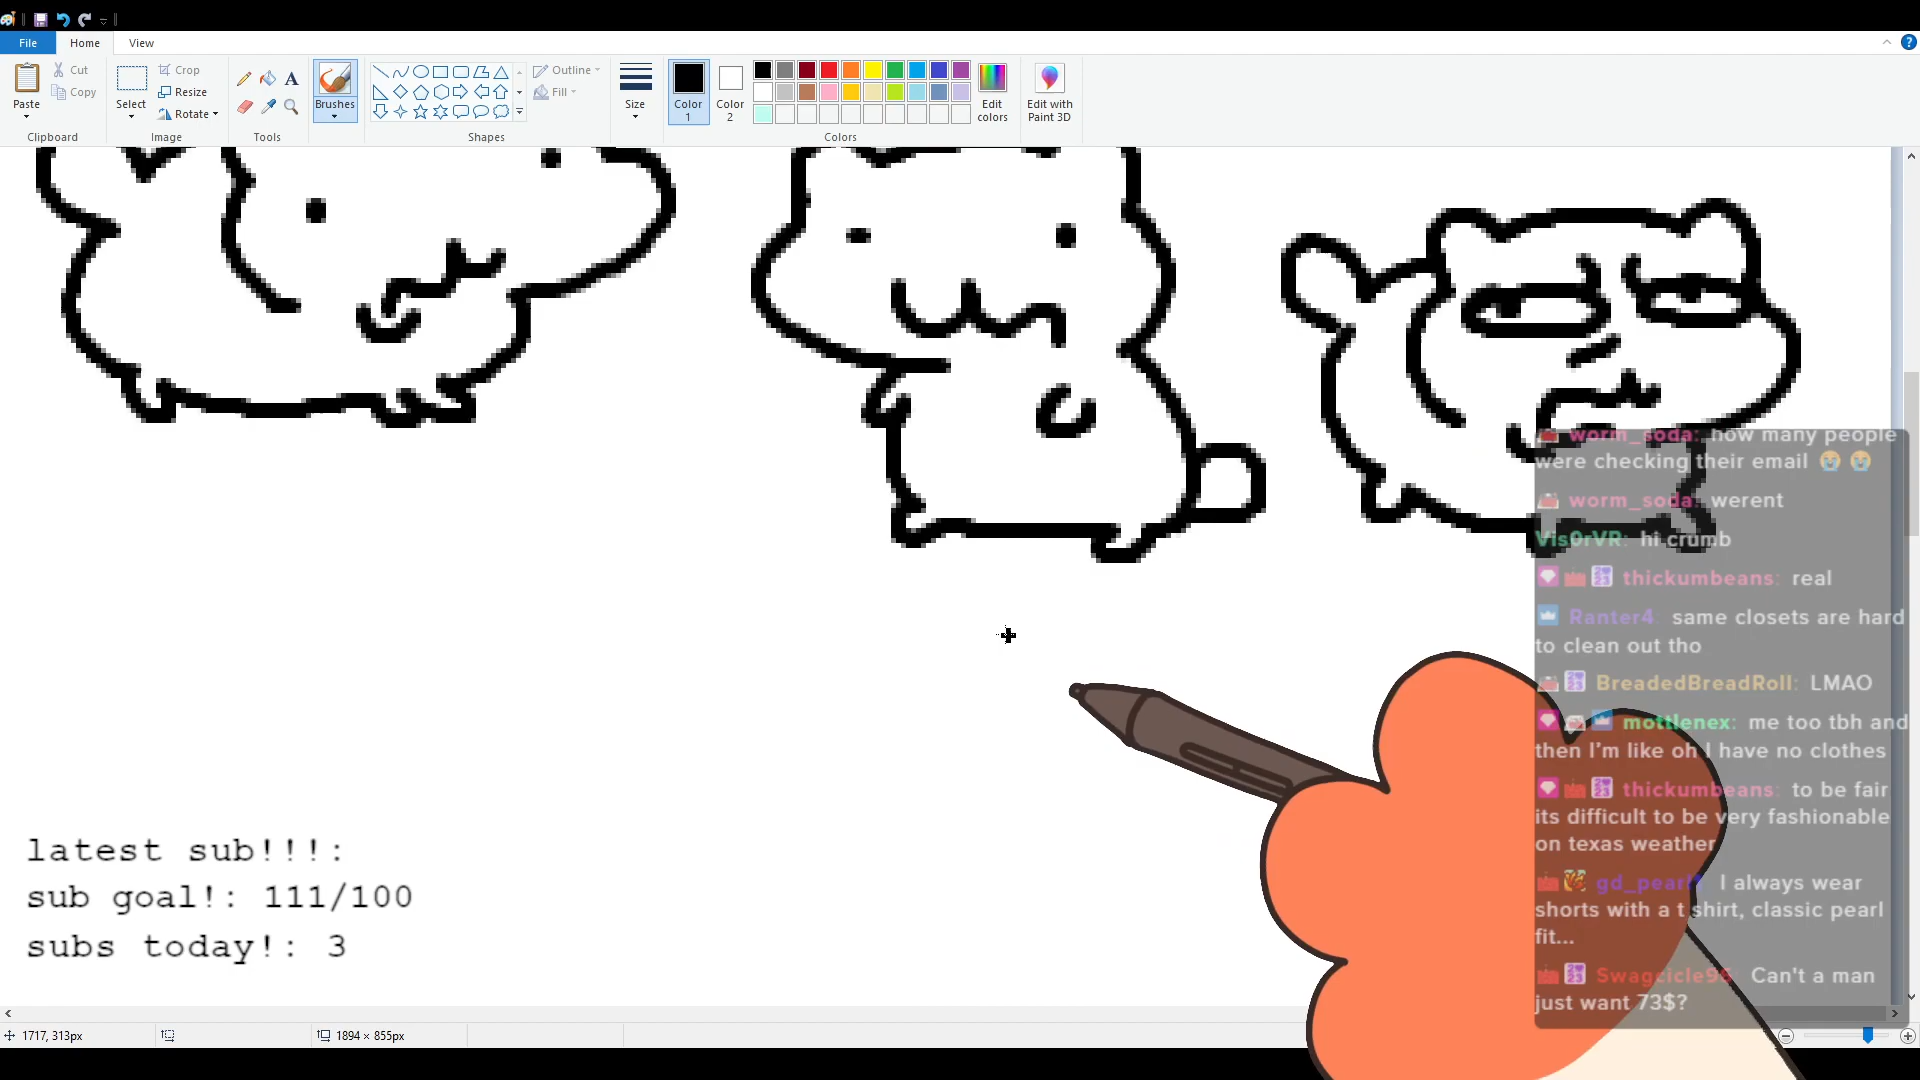 File Home View
Cut
Copy
Paste
Clipboard
Crop
Resize
Rotate
Select
Image
A
Tools
Brushes
Outline
Fill
Shapes
Size
Color
1
Color
2
Edit
colors
Colors
Edit with
Paint 3D
worm_soda: how many people
were checking their email 😭 😭
worm_soda: werent
Vis0rVR: hi crumb
thickumbeans: real
Ranter4: same closets are hard
to clean out tho
BreadedBreadRoll: LMAO
mottlenex: me too tbh and
then I'm like oh I have no clothes
thickumbeans: to be fair
its difficult to be very fashionable
on texas weather
I always wear
shorts with a t shirt, classic pearl
fit...
Can't a man
just want 73$?
latest sub!!!:
sub goal!: 111/100
subs today!: 3
1717, 313px
1894 × 855px